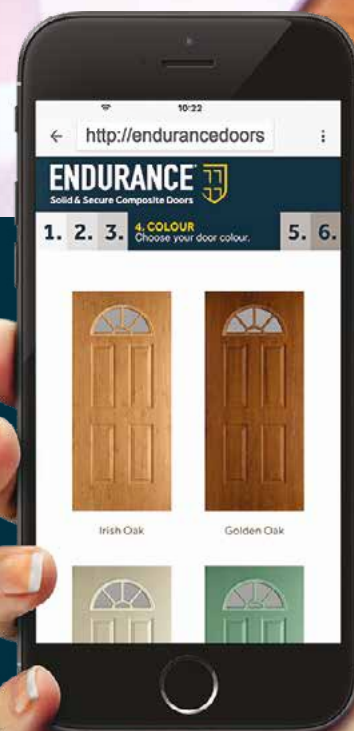 10:22
http://endurancedoors
ENDURANCE
Solid & Secure Composite Doors
1. 2. 3. 4. COLOUR 5. 6.
Choose your door colour.
Irish Oak Golden Oak